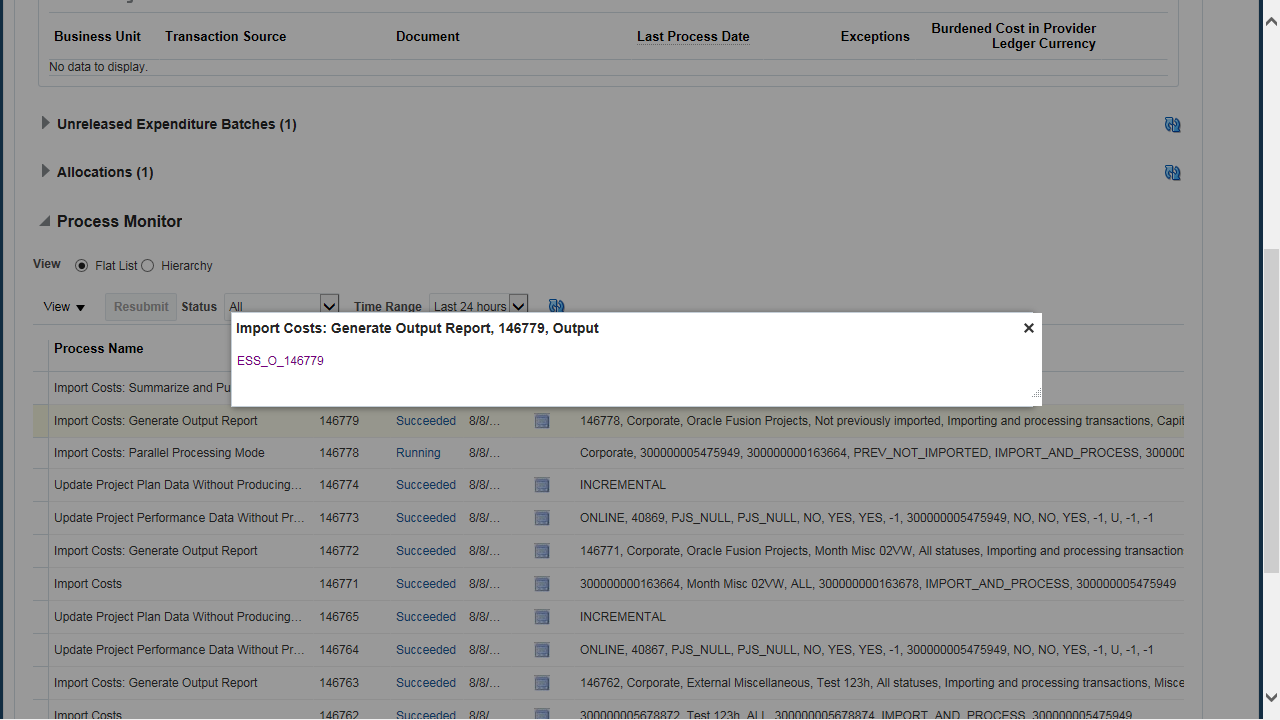 Business Unit Transaction Source Document Last Process Date Exceptions Burdened Cost in Provider
Ledger Currency
No data to display.
Unreleased Expenditure Batches (1)
Allocations (1)
Process Monitor
View Flat List Hierarchy
View Resubmit Status All Time Range Last 24 hours
Import Costs: Generate Output Report, 146779, Output
ESS_O_146779
Process Name
Import Costs: Summarize and Pu
Import Costs: Generate Output Report 146779 Succeeded 8/8/... 146778, Corporate, Oracle Fusion Projects, Not previously imported, Importing and processing transactions, Capit
Import Costs: Parallel Processing Mode 146778 Running 8/8/... Corporate, 300000005475949, 300000000163664, PREV_NOT_IMPORTED, IMPORT_AND_PROCESS, 300000
Update Project Plan Data Without Producing... 146774 Succeeded 8/8/... INCREMENTAL
Update Project Performance Data Without Pr... 146773 Succeeded 8/8/... ONLINE, 40869, PJS_NULL, PJS_NULL, NO, YES, YES, -1, 300000005475949, NO, NO, YES, -1, U, -1, -1
Import Costs: Generate Output Report 146772 Succeeded 8/8/... 146771, Corporate, Oracle Fusion Projects, Month Misc 02VW, All statuses, Importing and processing transaction
Import Costs 146771 Succeeded 8/8/... 300000000163664, Month Misc 02VW, ALL, 300000000163678, IMPORT_AND_PROCESS, 300000005475949
Update Project Plan Data Without Producing... 146765 Succeeded 8/8/... INCREMENTAL
Update Project Performance Data Without Pr... 146764 Succeeded 8/8/... ONLINE, 40867, PJS_NULL, PJS_NULL, NO, YES, YES, -1, 300000005475949, NO, NO, YES, -1, U, -1, -1
Import Costs: Generate Output Report 146763 Succeeded 8/8/... 146762, Corporate, External Miscellaneous, Test 123h, All statuses, Importing and processing transactions, Misce
Import Costs 146762 Succeeded 8/8/... 300000005678872, Test 123h, ALL, 300000005678874, IMPORT_AND_PROCESS, 300000005475949